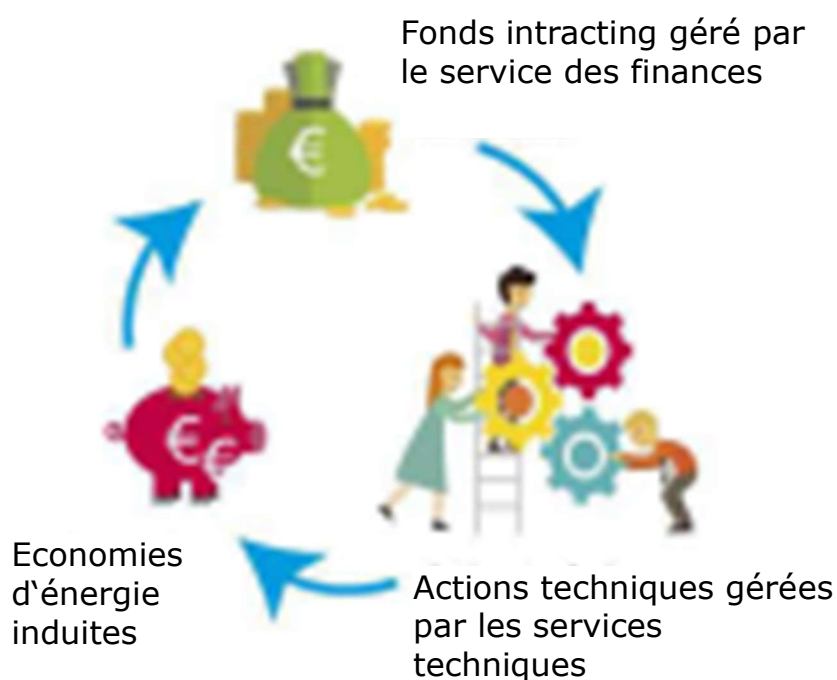 Fonds intracting géré par
le service des finances
€
€
€
Economies
d‘énergie
induites
Actions techniques gérées
par les services
techniques